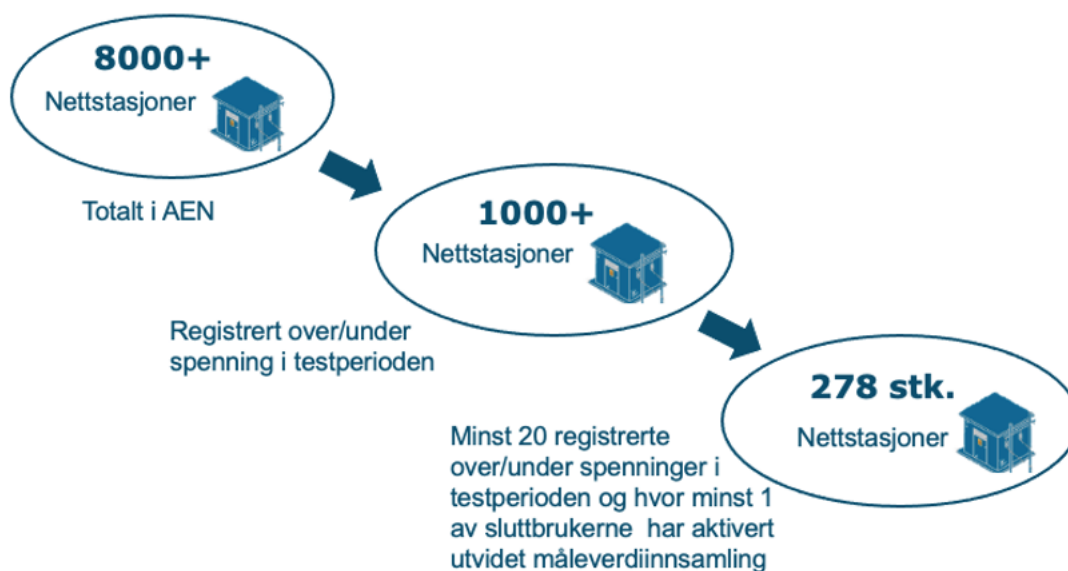 8000+
Nettstasjoner
Totalt i AEN
1000+
Nettstasjoner
Registrert over/under
spenning i testperioden
278 stk.
Nettstasjoner
Minst 20 registrerte
over/under spenninger i
testperioden og hvor minst 1
av sluttbrukerne har aktivert
utvidet måleverdiinnsamling